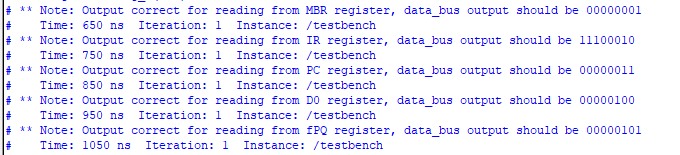 # ** Note: Output correct for reading from MBR register, data_bus output should be 00000001
#    Time: 650 ns  Iteration: 1  Instance: /testbench
# ** Note: Output correct for reading from IR register, data_bus output should be 11100010
#    Time: 750 ns  Iteration: 1  Instance: /testbench
# ** Note: Output correct for reading from PC register, data_bus output should be 00000011
#    Time: 850 ns  Iteration: 1  Instance: /testbench
# ** Note: Output correct for reading from D0 register, data_bus output should be 00000100
#    Time: 950 ns  Iteration: 1  Instance: /testbench
# ** Note: Output correct for reading from fPQ register, data_bus output should be 00000101
#    Time: 1050 ns  Iteration: 1  Instance: /testbench